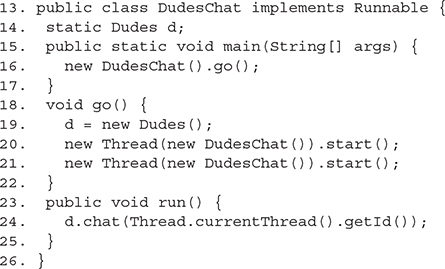 13. public class DudesChat implements Runnable {
14.   static Dudes d;
15.   public static void main(String[] args) {
16.     new DudesChat().go();
17.   }
18.   void go() {
19.     d = new Dudes();
20.     new Thread(new DudesChat()).start();
21.     new Thread(new DudesChat()).start();
22.   }
23.   public void run() {
24.     d.chat(Thread.currentThread().getId());
25.   }
26. }